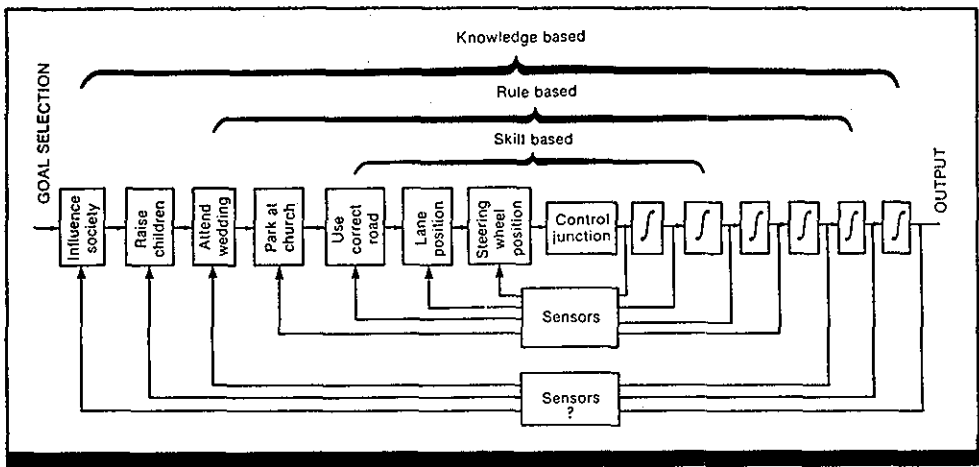 Knowledge based
Rule based
Skill based
GOAL SELECTION
Influence
society
Raise
children
Attend
wedding
Park at
church
Use
correct
road
Lane
position
Steering
wheel
position
Control
junction
∫
∫
∫
∫
∫
∫
OUTPUT
Sensors
Sensors
?